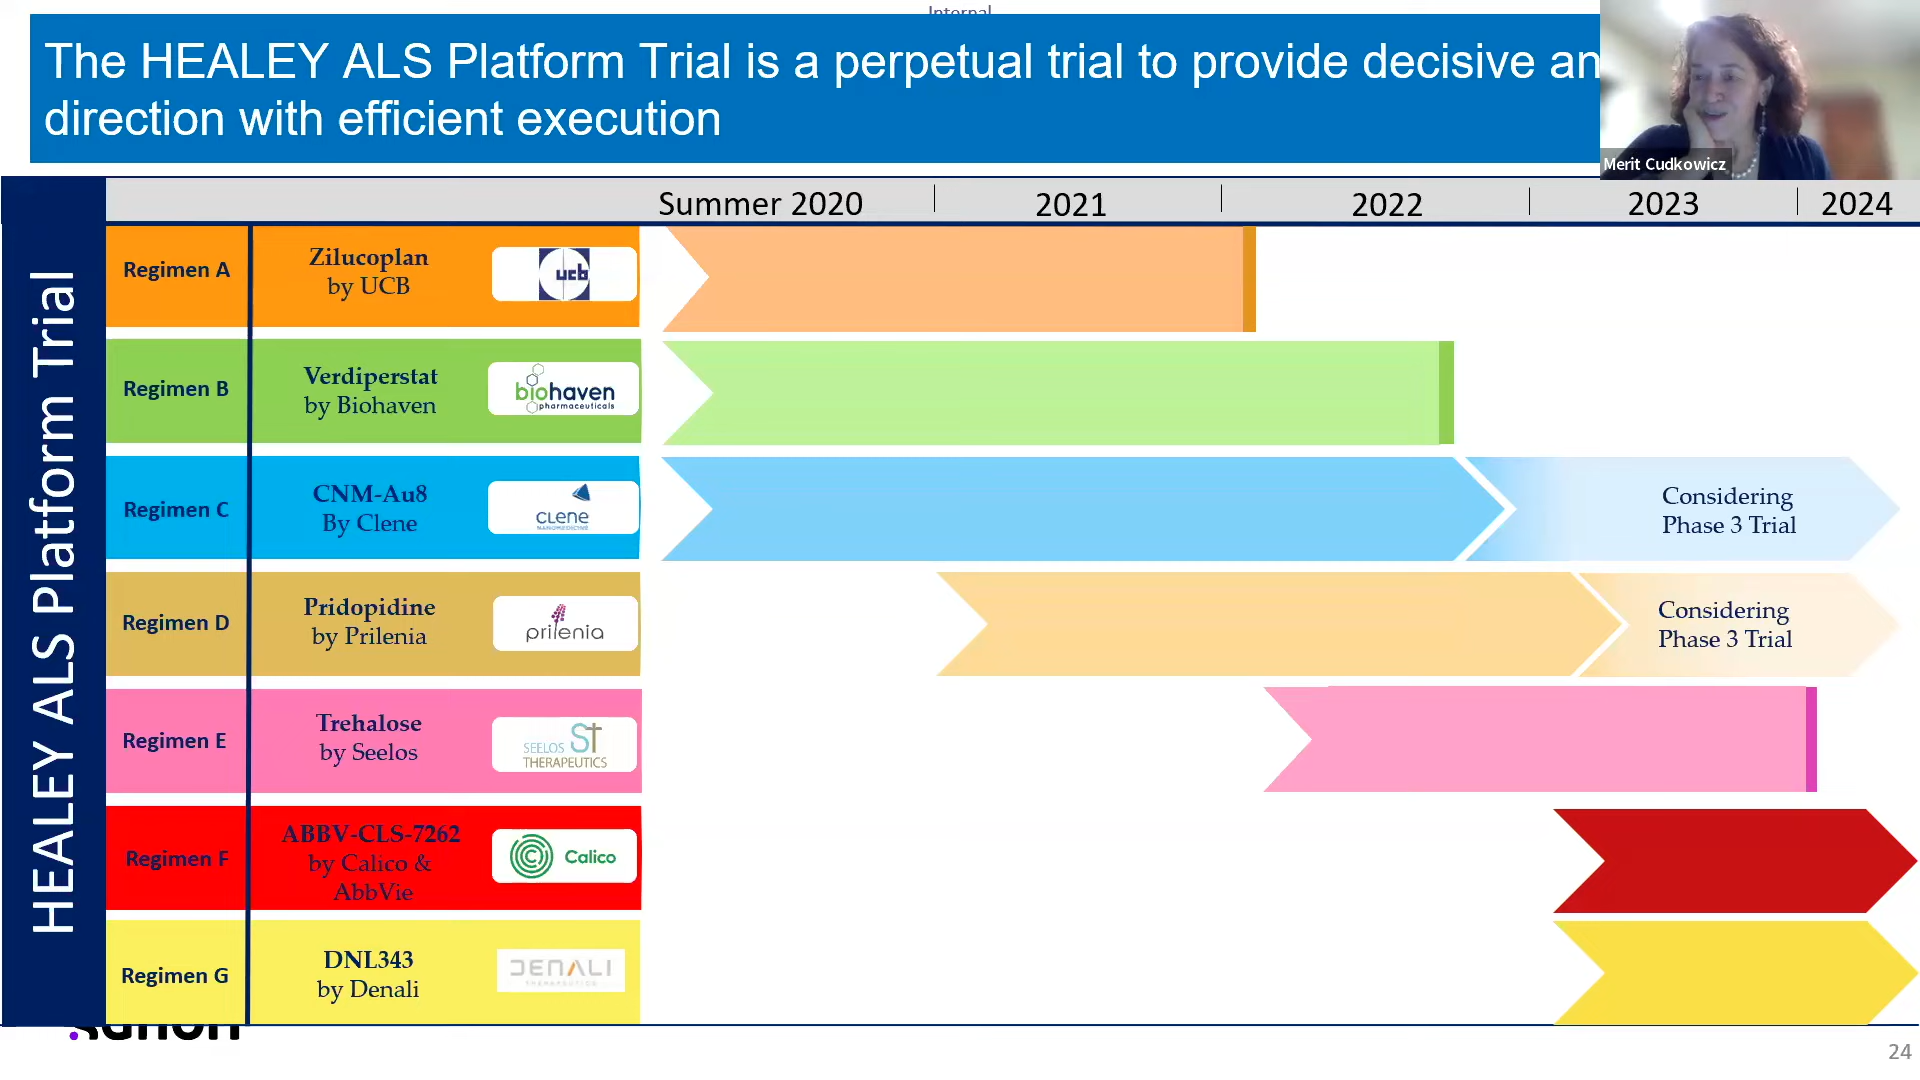 Internal
The HEALEY ALS Platform Trial is a perpetual trial to provide decisive an
direction with efficient execution
Merit Cudkowicz
Summer 2020
2021
2022
2023
2024
HEALEY ALS Platform Trial
Regimen A
Zilucoplan
by UCB
ucb
Regimen B
Verdiperstat
by Biohaven
biohaven
pharmaceuticals
Regimen C
CNM-Au8
By Clene
CLENE
NANOMEDICINE
Considering
Phase 3 Trial
Regimen D
Pridopidine
by Prilenia
prilenia
Considering
Phase 3 Trial
Regimen E
Trehalose
by Seelos
SEELOS St
THERAPEUTICS
Regimen F
ABBV-CLS-7262
by Calico &
AbbVie
Calico
Regimen G
DNL343
by Denali
DENALI
THERAPEUTICS
24